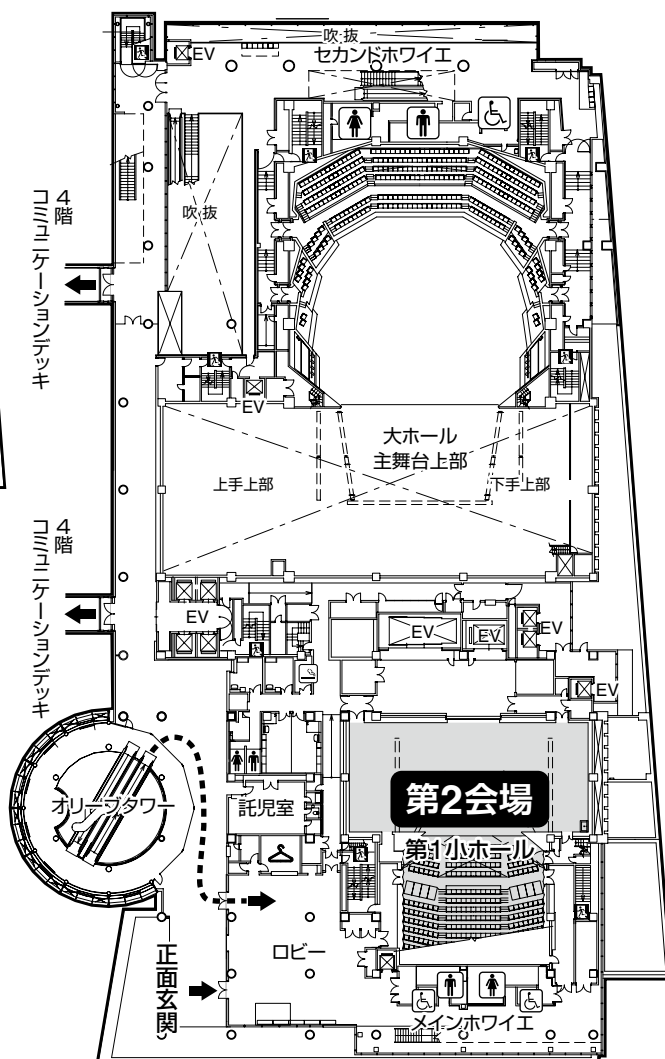 吹抜
EV
セカンドホワイエ
吹抜
4階
コミュニケーションデッキ
EV
大ホール
主舞台上部
上手上部
下手上部
4階
コミュニケーションデッキ
EV
EV
EV
EV
EV
オリーブタワー
託児室
第2会場
第1小ホール
ロビー
正面玄関
メインホワイエ